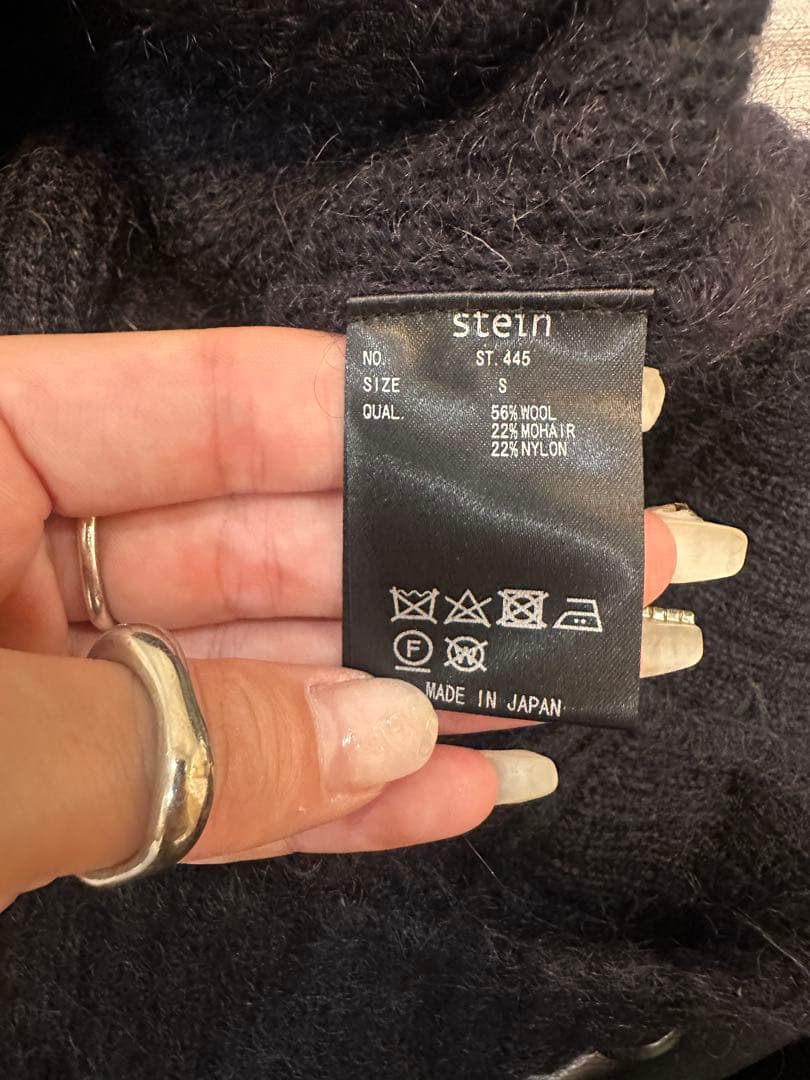 stein
NO. ST.445
SIZE S
QUAL. 56%WOOL
22%MOHAIR
22%NYLON
F W
MADE IN JAPAN